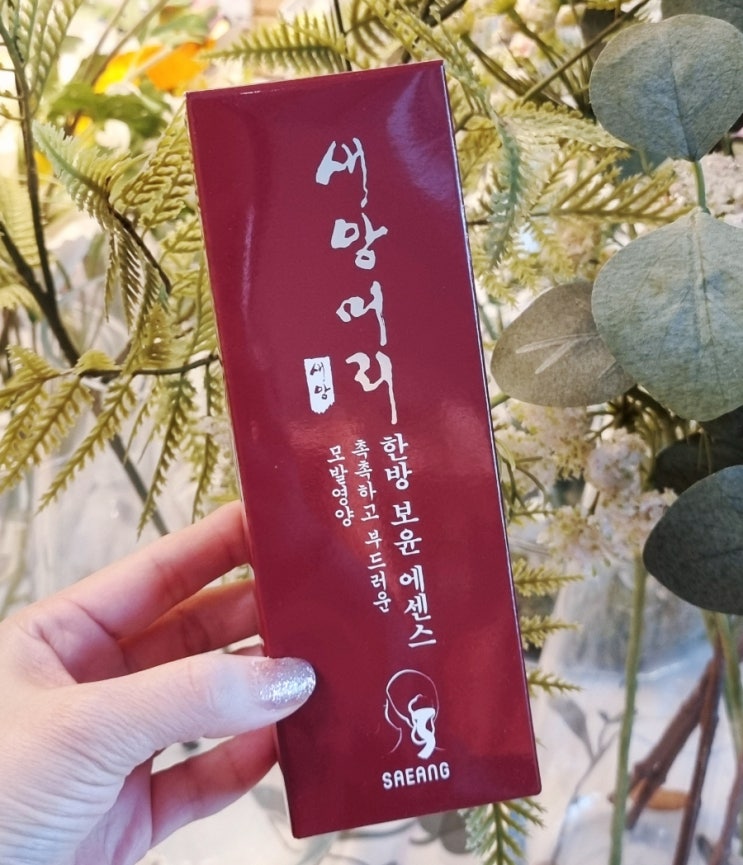 새앙머리
새앙
한방 보윤 에센스
촉촉하고 부드러운
모발영양
SAEANG